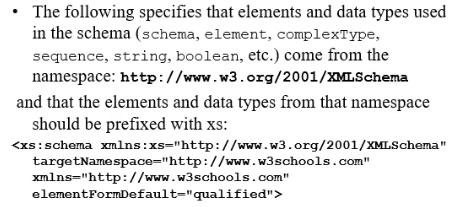 • The following specifies that elements and data types used
in the schema (schema, element, complexType,
sequence, string, boolean, etc.) come from the
namespace: http://www.w3.org/2001/XMLSchema
and that the elements and data types from that namespace
should be prefixed with xs:
<xs:schema xmlns:xs="http://www.w3.org/2001/XMLSchema"
targetNamespace="http://www.w3schools.com"
xmlns="http://www.w3schools.com"
elementFormDefault="qualified">